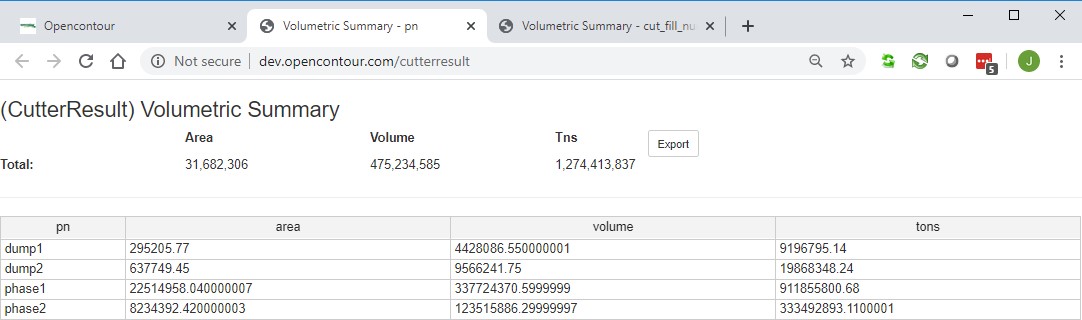 Opencontour
Volumetric Summary - pn
Volumetric Summary - cut_fill_nu
Not secure | dev.opencontour.com/cutterresult
5
J
(CutterResult) Volumetric Summary
Area Volume Tns Export
Total: 31,682,306 475,234,585 1,274,413,837
pn area volume tons
dump1 295205.77 4428086.550000001 9196795.14
dump2 637749.45 9566241.75 19868348.24
phase1 22514958.040000007 337724370.5999999 911855800.68
phase2 8234392.420000003 123515886.29999997 333492893.1100001